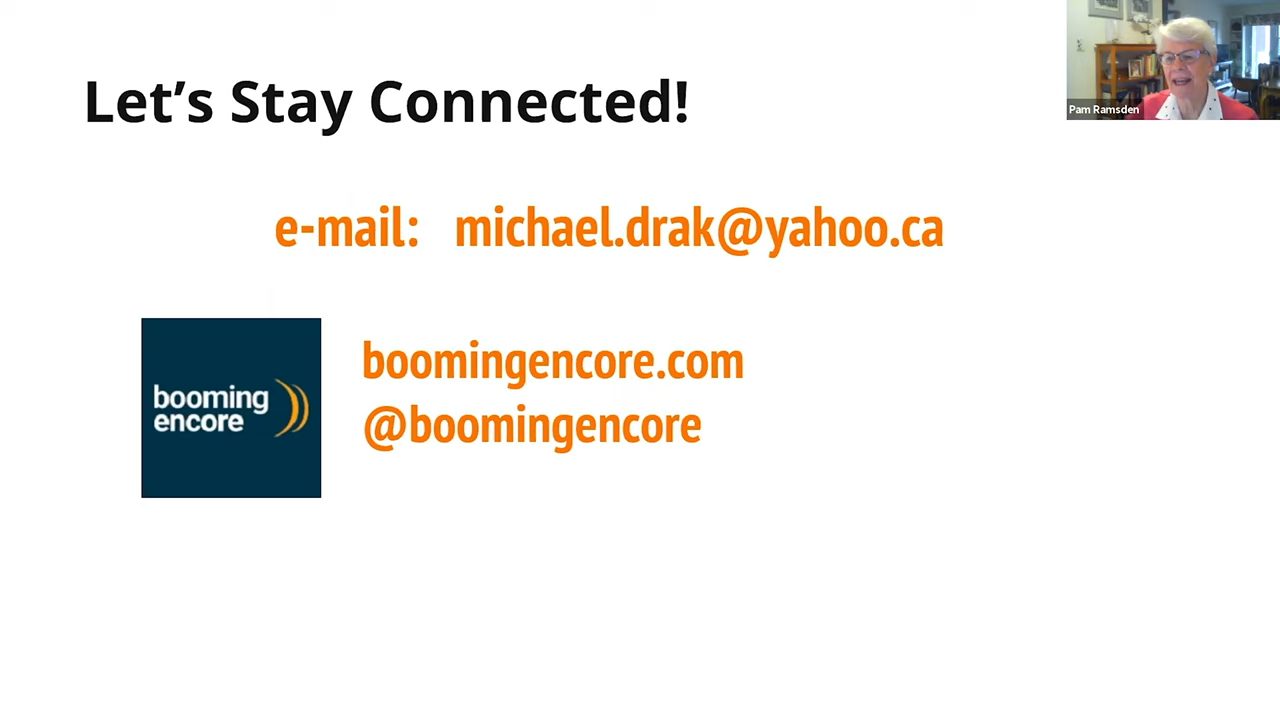 Let's Stay Connected!
Pam Ramsden
e-mail: michael.drak@yahoo.ca
booming
encore
boomingencore.com
@boomingencore